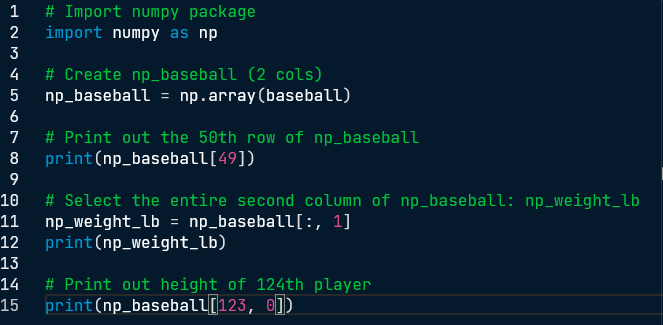 1 # Import numpy package
2 import numpy as np
3
4 # Create np_baseball (2 cols)
5 np_baseball = np.array(baseball)
6
7 # Print out the 50th row of np_baseball
8 print(np_baseball[49])
9
10 # Select the entire second column of np_baseball: np_weight_lb
11 np_weight_lb = np_baseball[:, 1]
12 print(np_weight_lb)
13
14 # Print out height of 124th player
15 print(np_baseball[123, 0])